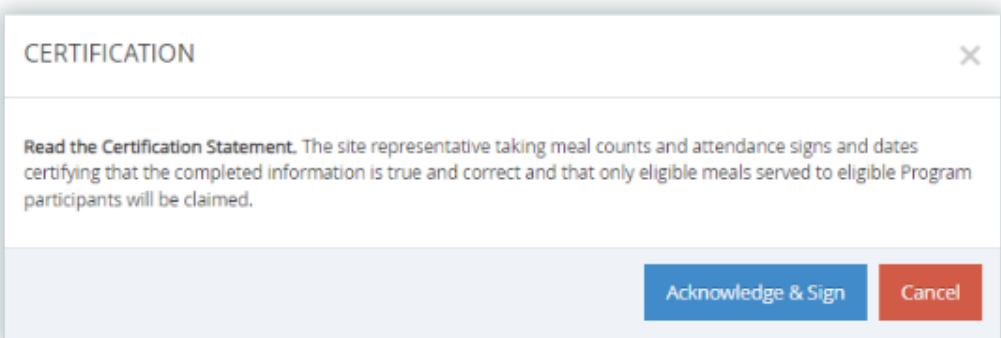 CERTIFICATION
Read the Certification Statement. The site representative taking meal counts and attendance signs and dates
certifying that the completed information is true and correct and that only eligible meals served to eligible Program
participants will be claimed.
Acknowledge & Sign
Cancel